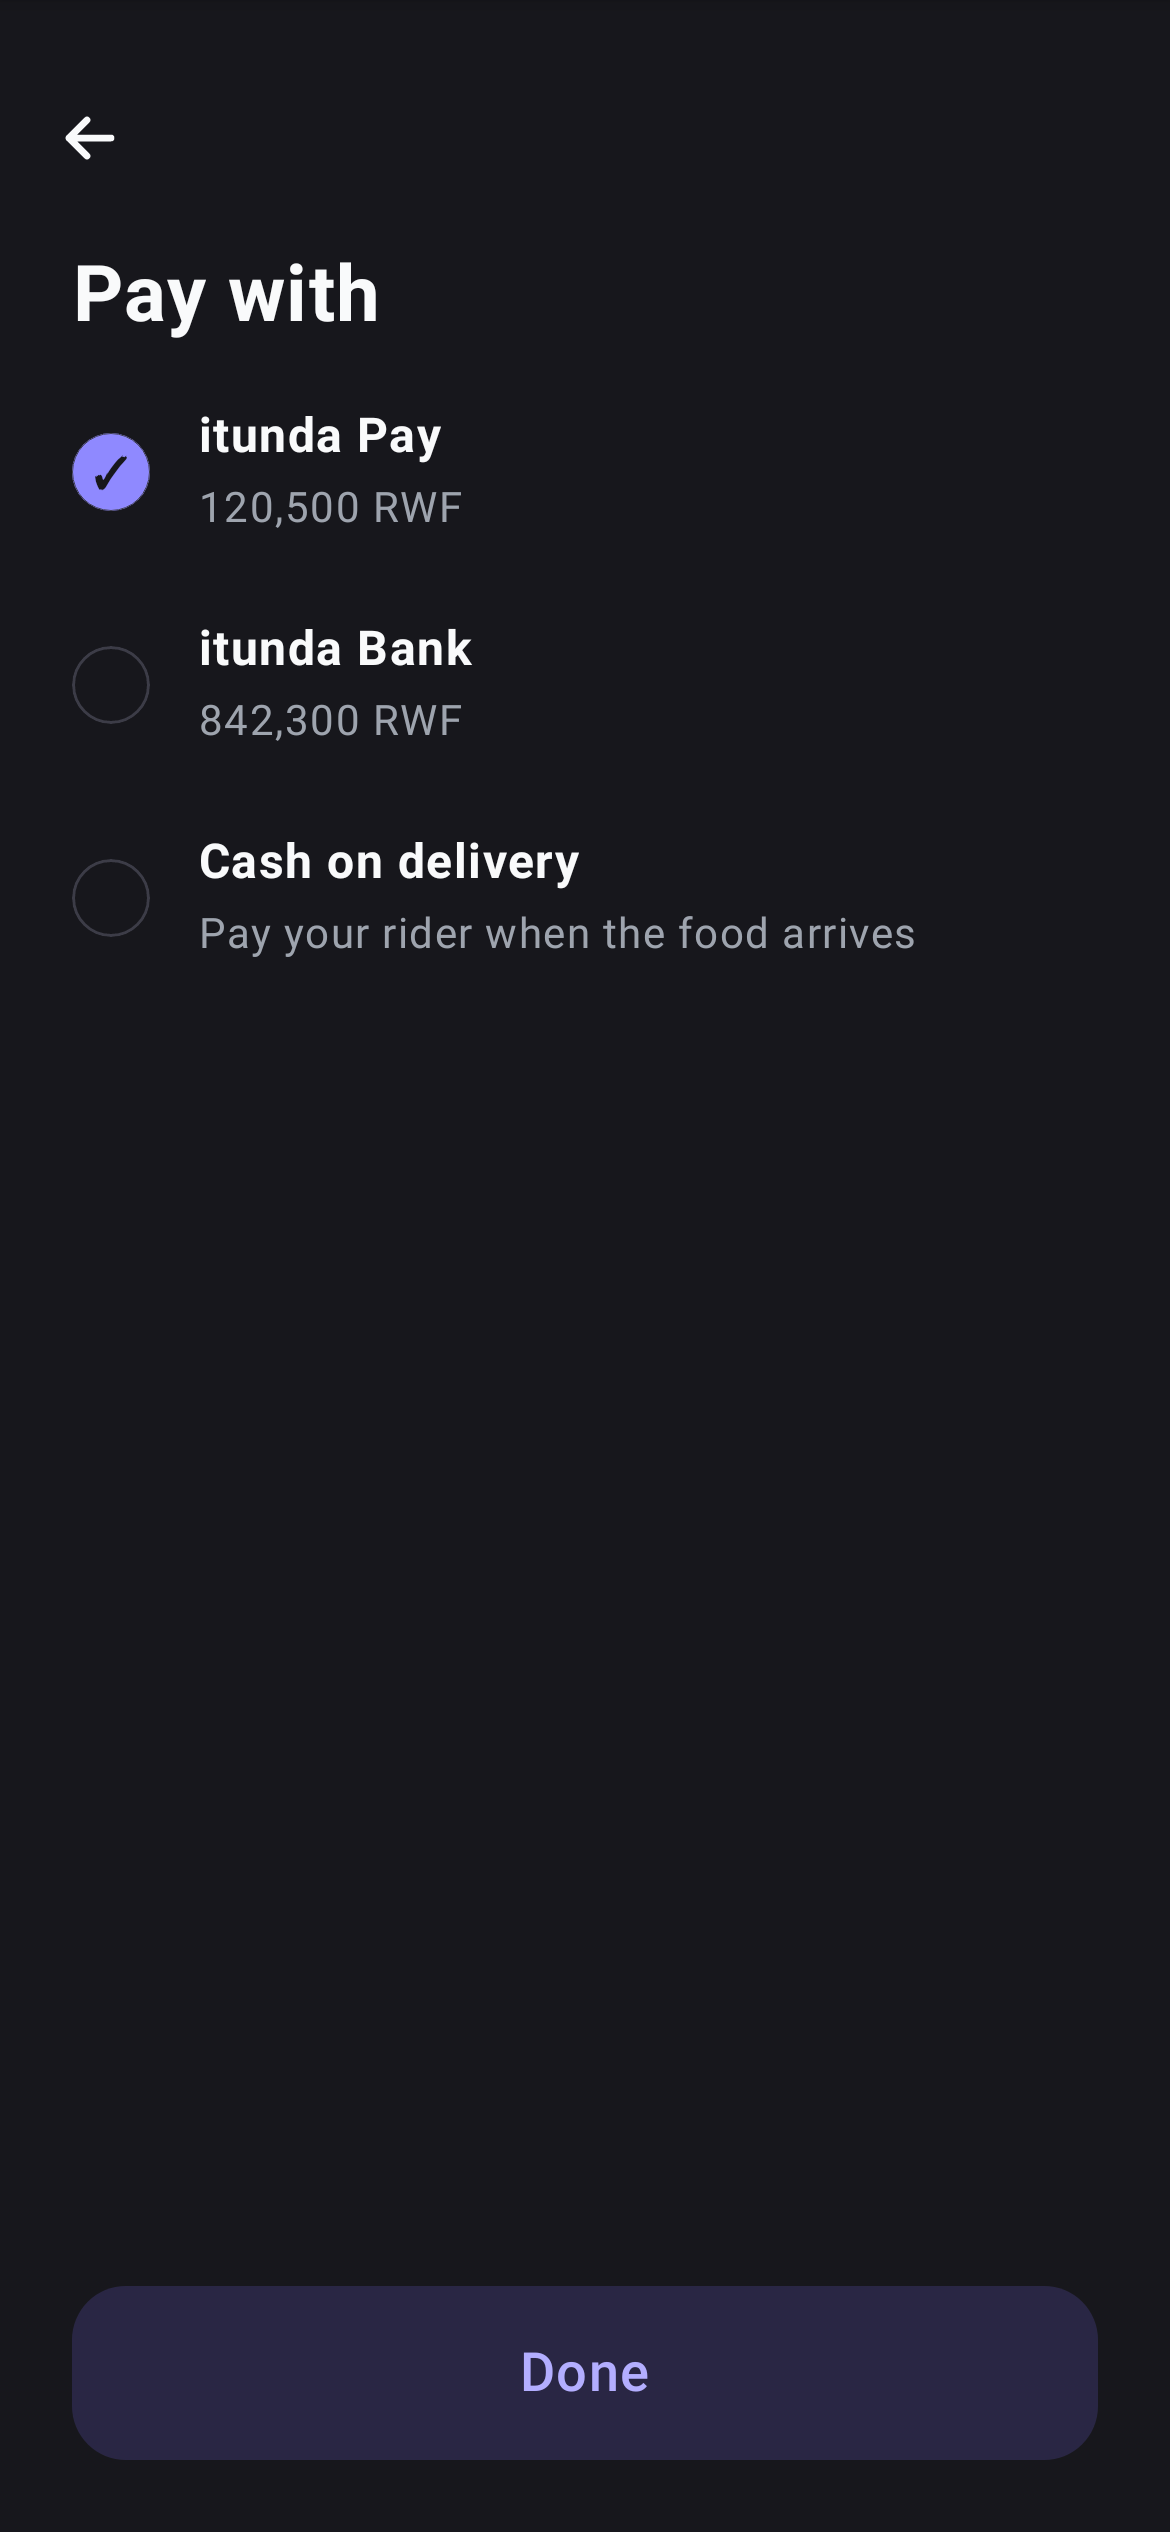 Pay with
itunda Pay
120,500 RWF
itunda Bank
842,300 RWF
Cash on delivery
Pay your rider when the food arrives
Done